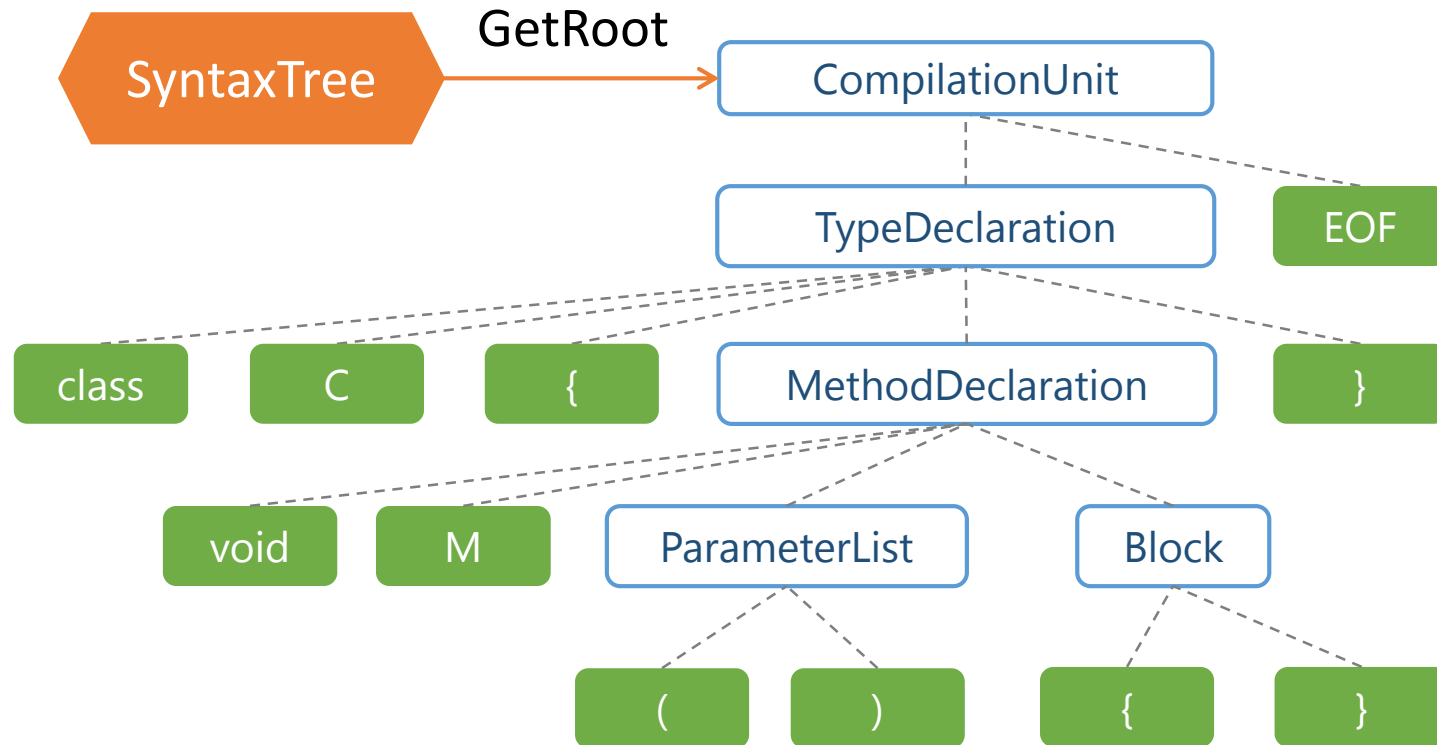 GetRoot
SyntaxTree
CompilationUnit
TypeDeclaration
EOF
class
C
{
MethodDeclaration
}
void
M
ParameterList
Block
(
)
{
}